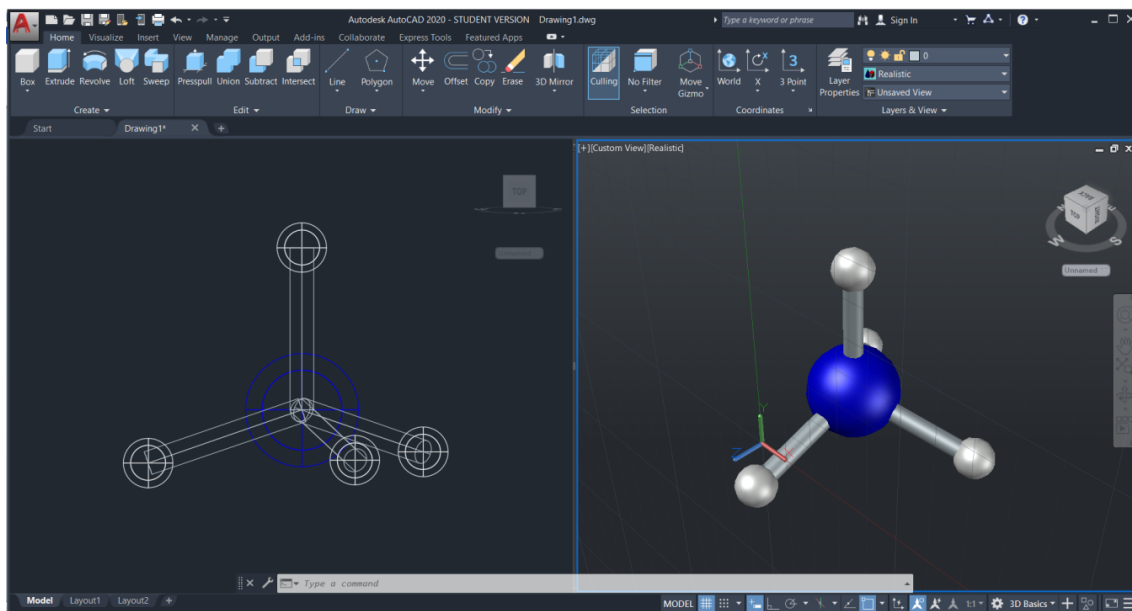 A Autodesk AutoCAD 2020 - STUDENT VERSION Drawing1.dwg Type a keyword or phrase Sign In
Home Visualize Insert View Manage Output Add-ins Collaborate Express Tools Featured Apps
Box Extrude Revolve Loft Sweep Presspull Union Subtract Intersect Line Polygon Move Offset Copy Erase 3D Mirror Culling No Filter Move Gizmo World X 3 Point Layer Properties
0
Realistic
Unsaved View
Create Edit Draw Modify Selection Coordinates Layers & View
Start Drawing1* +
[+][Custom View][Realistic]
TOP
BACK
TOP
E
W S
Unnamed
Y
Z
Type a command
Model Layout1 Layout2 + MODEL 1:1 3D Basics